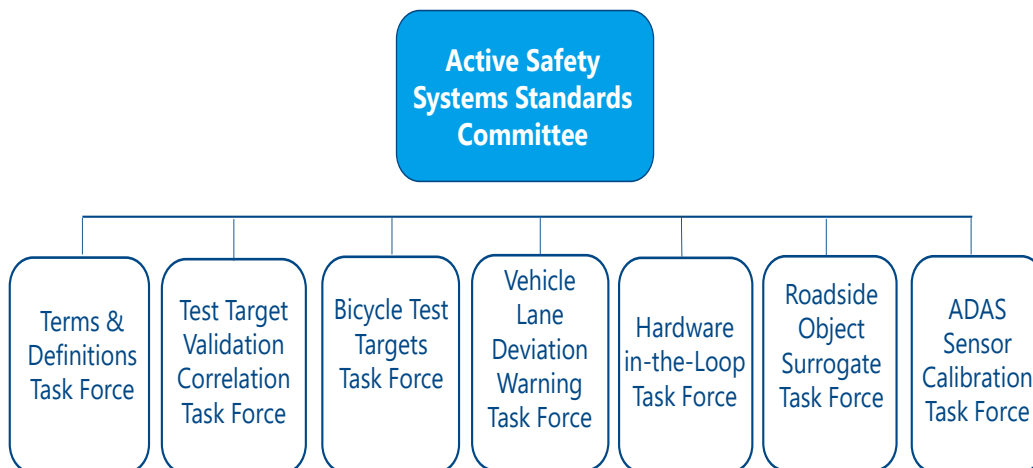 Active Safety
Systems Standards
Committee
Terms &
Definitions
Task Force
Test Target
Validation
Correlation
Task Force
Bicycle Test
Targets
Task Force
Vehicle
Lane
Deviation
Warning
Task Force
Hardware
in-the-Loop
Task Force
Roadside
Object
Surrogate
Task Force
ADAS
Sensor
Calibration
Task Force